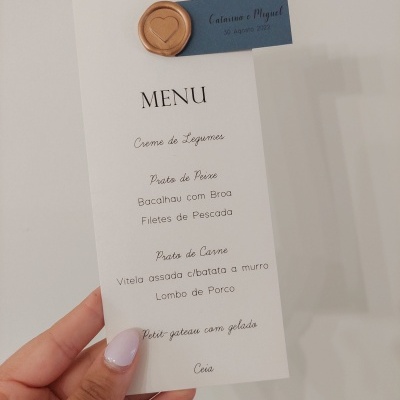 Catarina e Miguel
MENU
Creme de Legumes
Prato de Peixe
Bacalhau com Broa
Filetes de Pescada
Prato de Carne
Vitela assada c/batata a murro
Lombo de Porco
Petit-gateau com gelado
Ceia